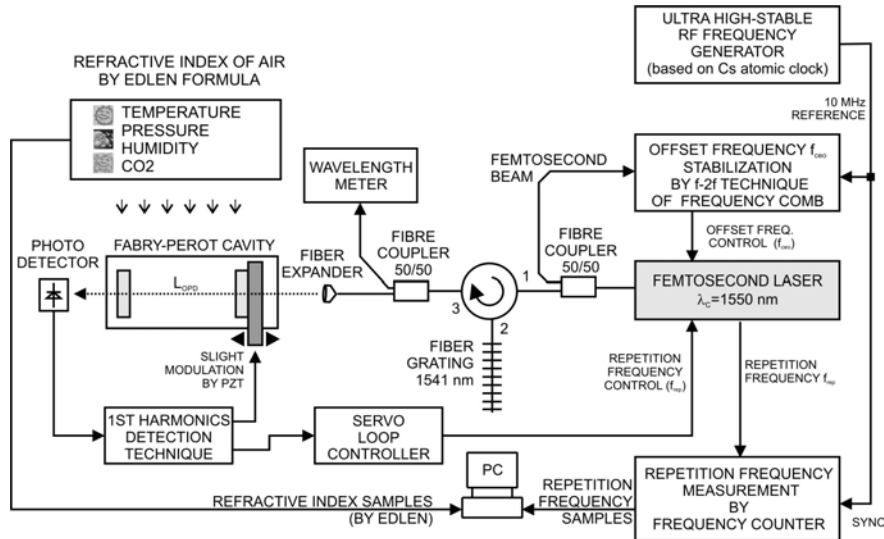 ULTRA HIGH-STABLE
RF FREQUENCY
GENERATOR
(based on Cs atomic clock)
REFRACTIVE INDEX OF AIR
BY EDLEN FORMULA
TEMPERATURE
PRESSURE
HUMIDITY
CO2
10 MHz
REFERENCE
WAVELENGTH
METER
FEMTOSECOND
BEAM
OFFSET FREQUENCY fceo
STABILIZATION
BY f-2f TECHNIQUE
OF FREQUENCY COMB
PHOTO
DETECTOR
FABRY-PEROT CAVITY
LOPD
FIBER
EXPANDER
FIBRE
COUPLER
50/50
FIBRE
COUPLER
50/50
OFFSET FREQ.
CONTROL (fceo)
1
2
3
FEMTOSECOND LASER
λC=1550 nm
SLIGHT
MODULATION
BY PZT
FIBER
GRATING
1541 nm
REPETITION
FREQUENCY
CONTROL (frep)
REPETITION
FREQUENCY frep
1ST HARMONICS
DETECTION
TECHNIQUE
SERVO
LOOP
CONTROLLER
PC
REFRACTIVE INDEX SAMPLES
(BY EDLEN)
REPETITION
FREQUENCY
SAMPLES
REPETITION FREQUENCY
MEASUREMENT
BY
FREQUENCY COUNTER
SYNC